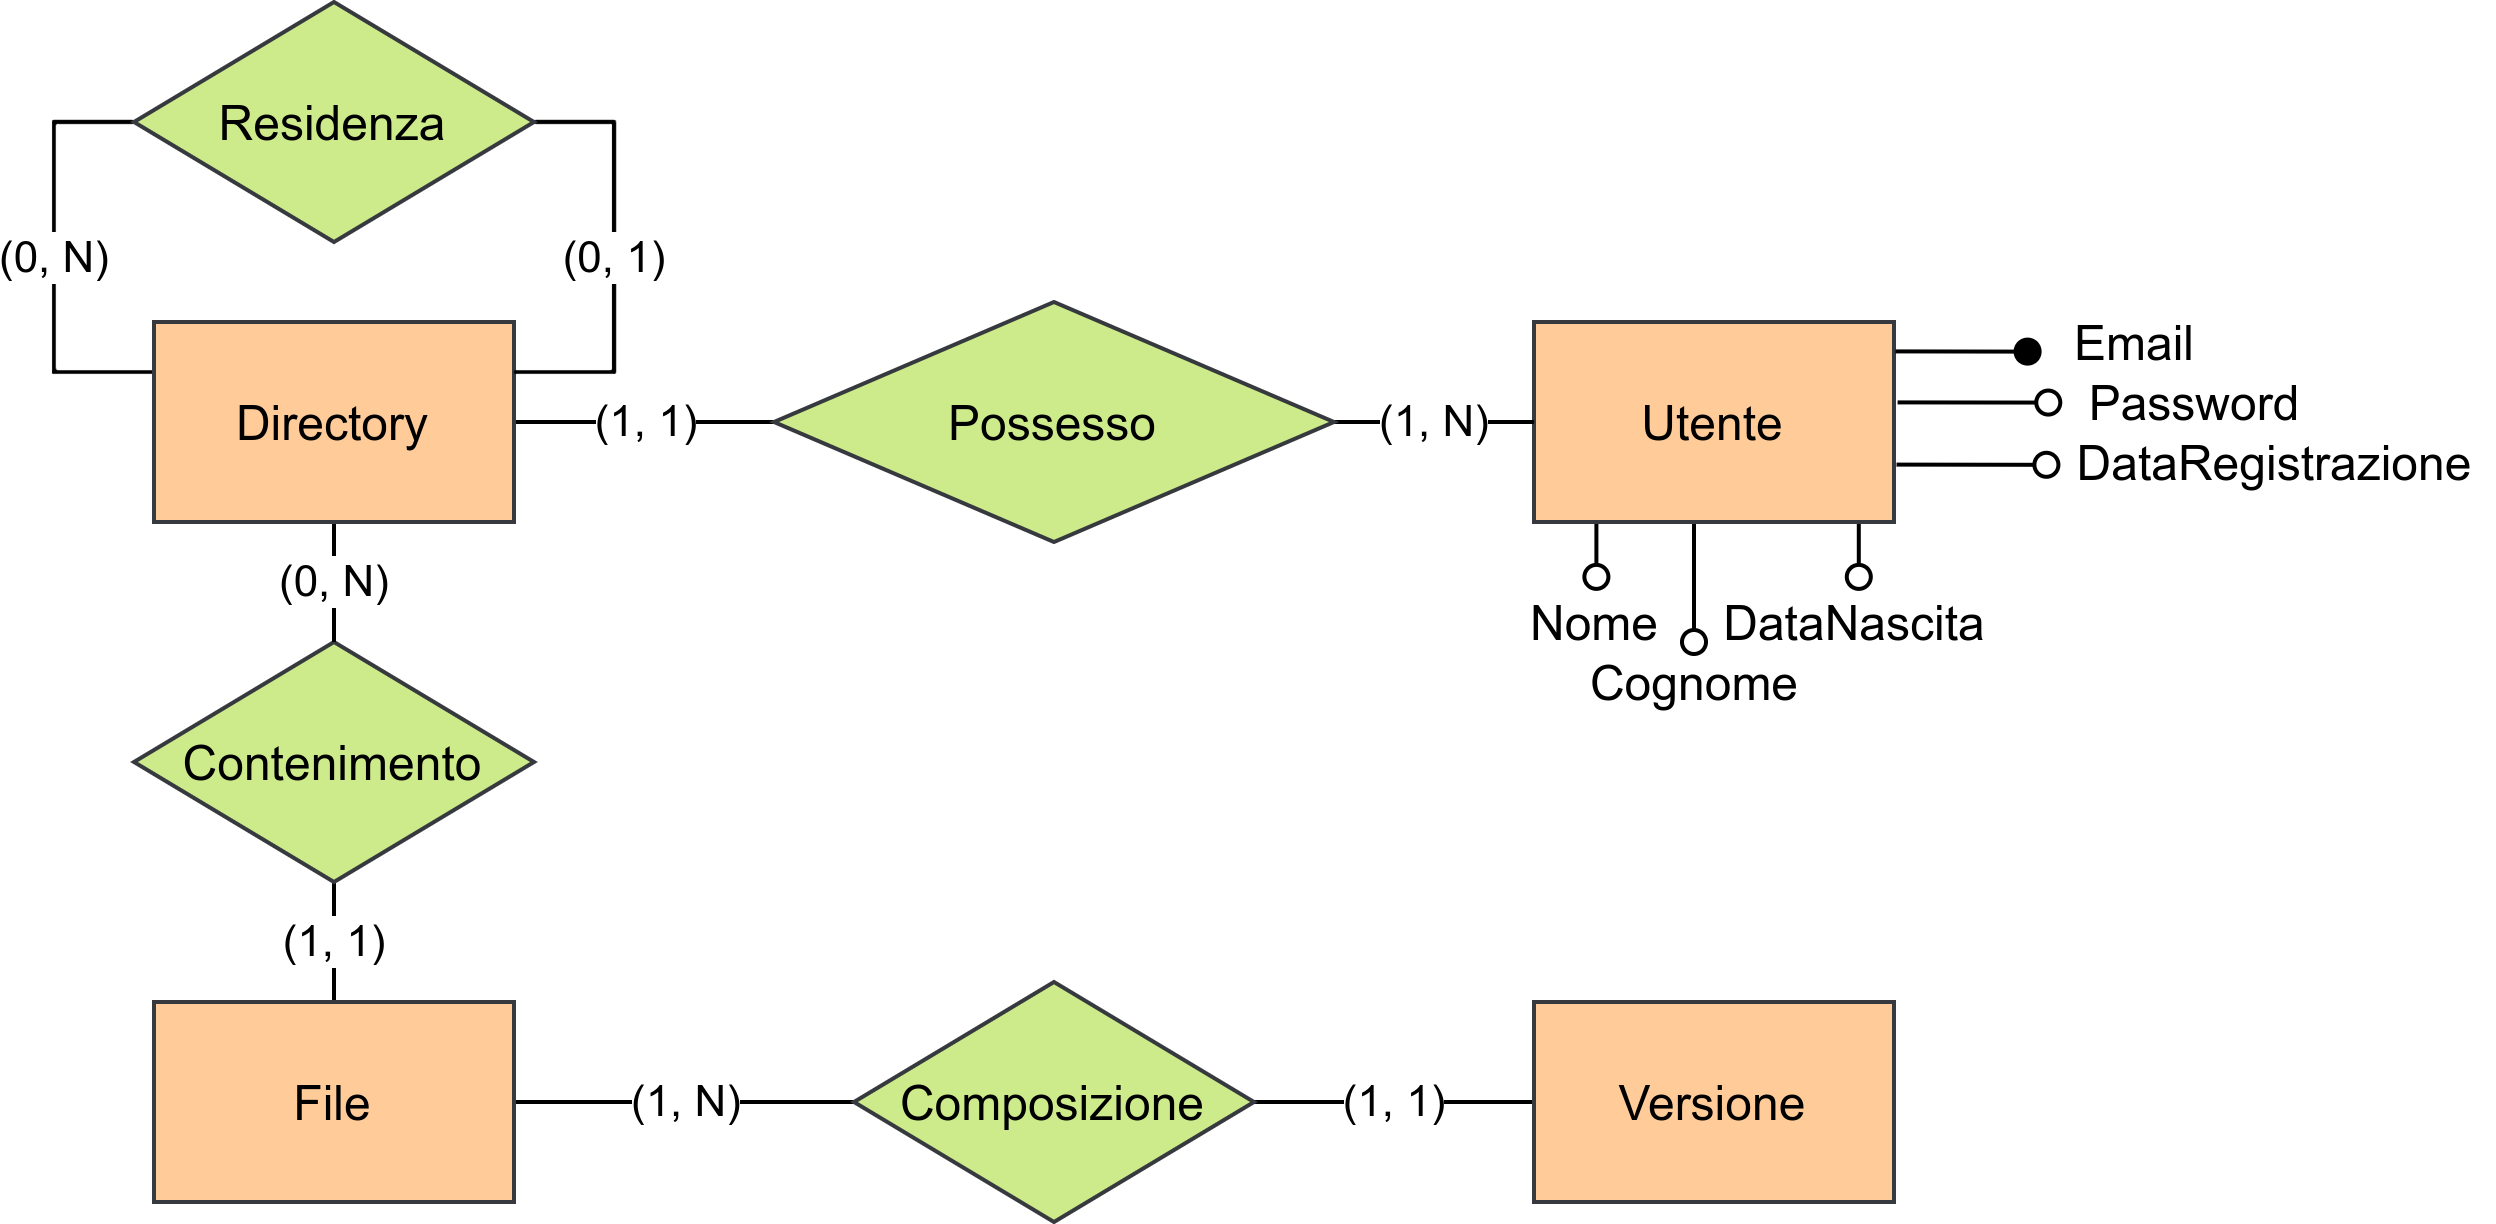 Residenza
(0, N)
(0, 1)
Directory
(1, 1)
Possesso
(1, N)
Utente
Email
Password
DataRegistrazione
Nome
DataNascita
Cognome
(0, N)
Contenimento
(1, 1)
File
(1, N)
Composizione
(1, 1)
Versione